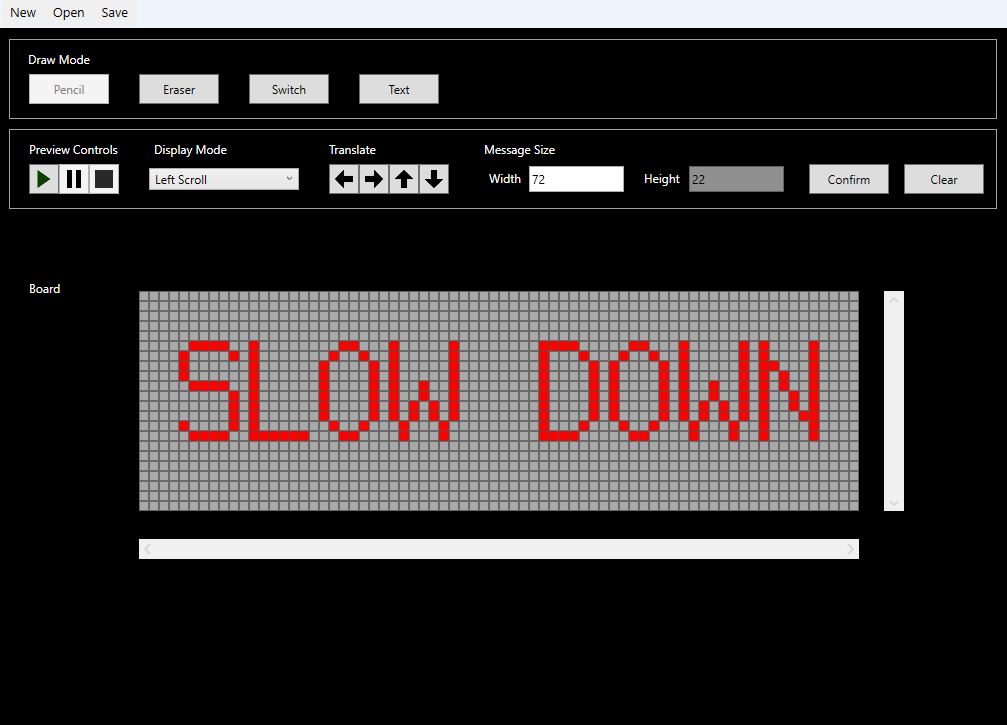 New Open Save
Draw Mode
Pencil Eraser Switch Text
Preview Controls Display Mode Translate Message Size
Left Scroll Width 72 Height 22 Confirm Clear
Board
SLOW DOWN